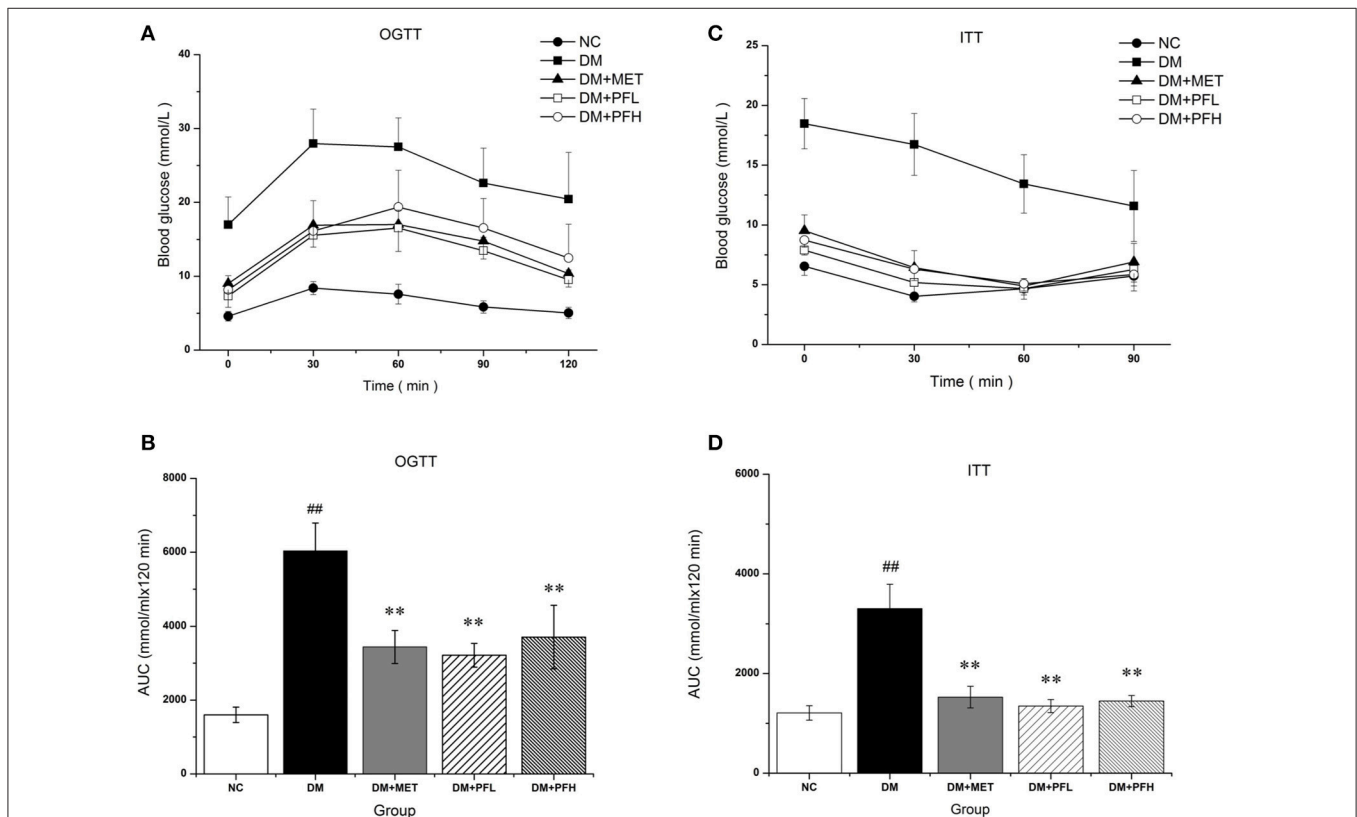 A
OGTT
NC
DM
DM+MET
DM+PFL
DM+PFH
Blood glucose (mmol/L )
40
30
20
10
0
0 30 60 90 120
Time ( min )
C
ITT
NC
DM
DM+MET
DM+PFL
DM+PFH
Blood glucose (mmol/L )
25
20
15
10
5
0
0 30 60 90
Time ( min )
B
OGTT
AUC (mmol/mlx120 min)
8000
6000
4000
2000
0
##
**
**
**
NC DM DM+MET DM+PFL DM+PFH
Group
D
ITT
AUC (mmol/mlx120 min)
6000
4000
2000
0
##
**
**
**
NC DM DM+MET DM+PFL DM+PFH
Group